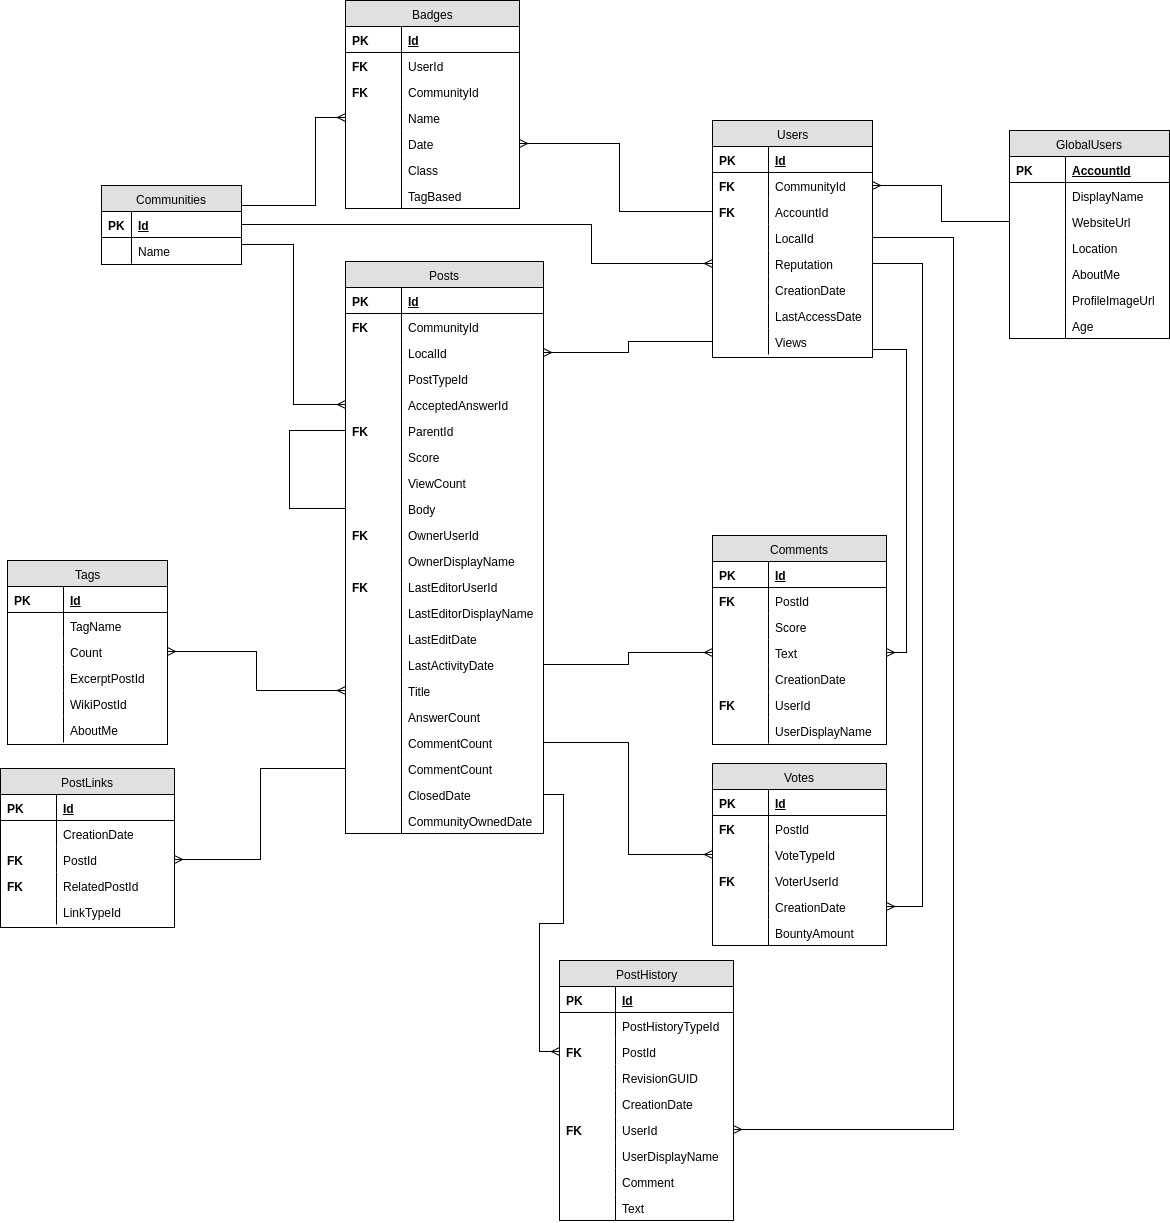 Badges
PK Id
FK UserId
FK CommunityId
Name
Date
Class
TagBased
Users
PK Id
FK CommunityId
FK AccountId
LocalId
Reputation
CreationDate
LastAccessDate
Views
GlobalUsers
PK AccountId
DisplayName
WebsiteUrl
Location
AboutMe
ProfileImageUrl
Age
Communities
PK Id
Name
Posts
PK Id
FK CommunityId
LocalId
PostTypeId
AcceptedAnswerId
FK ParentId
Score
ViewCount
Body
FK OwnerUserId
OwnerDisplayName
FK LastEditorUserId
LastEditorDisplayName
LastEditDate
LastActivityDate
Title
AnswerCount
CommentCount
CommentCount
ClosedDate
CommunityOwnedDate
Tags
PK Id
TagName
Count
ExcerptPostId
WikiPostId
AboutMe
Comments
PK Id
FK PostId
Score
Text
CreationDate
FK UserId
UserDisplayName
PostLinks
PK Id
CreationDate
FK PostId
FK RelatedPostId
LinkTypeId
Votes
PK Id
FK PostId
VoteTypeId
FK VoterUserId
CreationDate
BountyAmount
PostHistory
PK Id
PostHistoryTypeId
FK PostId
RevisionGUID
CreationDate
FK UserId
UserDisplayName
Comment
Text